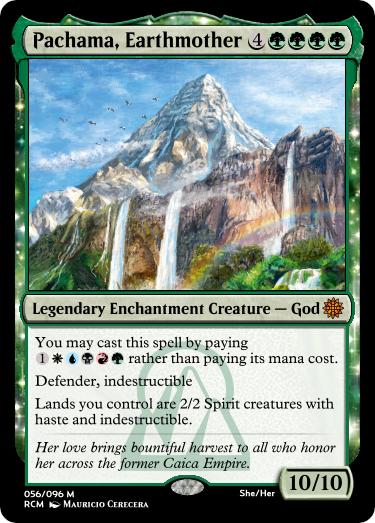 Pachama, Earthmother 4
Legendary Enchantment Creature — God
You may cast this spell by paying
1 rather than paying its mana cost.
Defender, indestructible
Lands you control are 2/2 Spirit creatures with
haste and indestructible.
Her love brings bountiful harvest to all who honor
her across the former Caica Empire.
10/10
056/096 M
She/Her
RCM Mauricio Cerecera